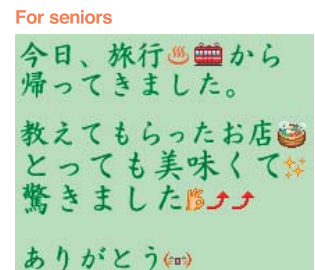 For seniors
今日、旅行♨🚃から
帰ってきました。
教えてもらったお店🍲
とっても美味くて✨
驚きました👋⤴⤴
ありがとう(^o^)